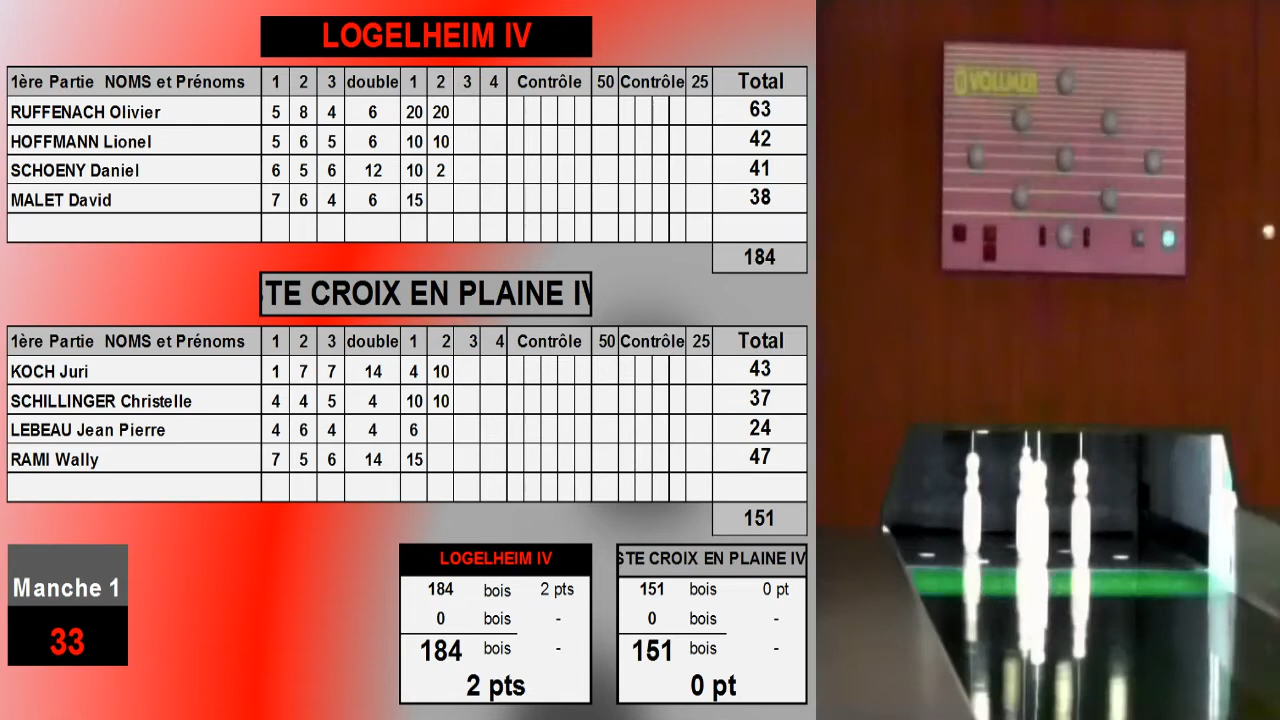 LOGELHEIM IV
1ère Partie NOMS et Prénoms 1 2 3 double 1 2 3 4 Contrôle 50 Contrôle 25 Total
RUFFENACH Olivier 5 8 4 6 20 20 63
HOFFMANN Lionel 5 6 5 6 10 10 42
SCHOENY Daniel 6 5 6 12 10 2 41
MALET David 7 6 4 6 15 38
184
STE CROIX EN PLAINE IV
1ère Partie NOMS et Prénoms 1 2 3 double 1 2 3 4 Contrôle 50 Contrôle 25 Total
KOCH Juri 1 7 7 14 4 10 43
SCHILLINGER Christelle 4 4 5 4 10 10 37
LEBEAU Jean Pierre 4 6 4 4 6 24
RAMI Wally 7 5 6 14 15 47
151
Manche 1
33
LOGELHEIM IV
184 bois 2 pts
0 bois -
184 bois -
2 pts
STE CROIX EN PLAINE IV
151 bois 0 pt
0 bois -
151 bois -
0 pt
VOLLMER